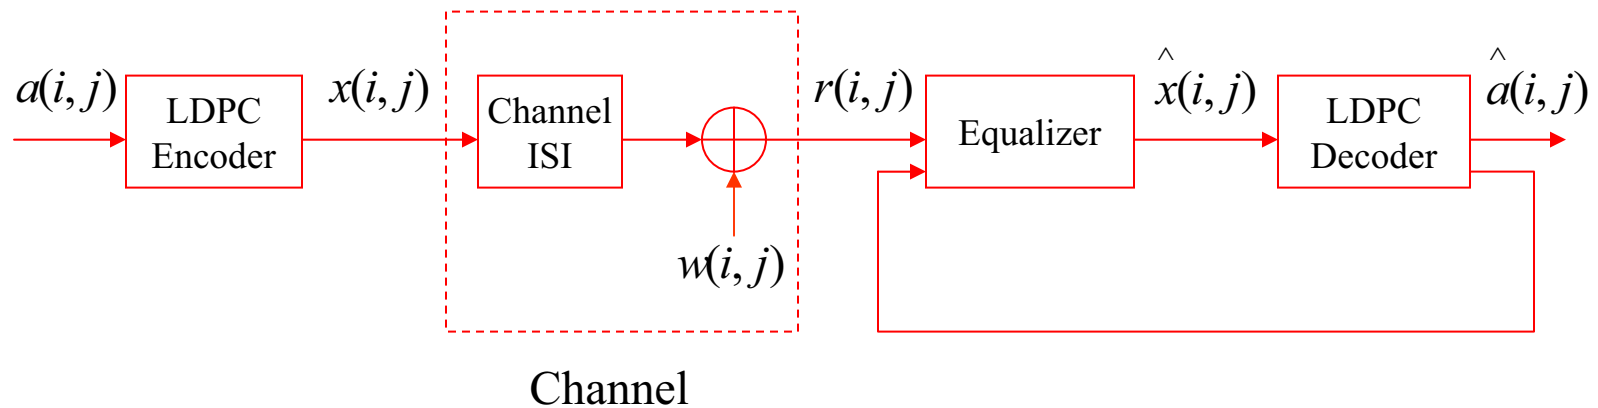 a(i, j)
LDPC
Encoder
x(i, j)
Channel
ISI
w(i, j)
r(i, j)
Equalizer
x̂(i, j)
LDPC
Decoder
â(i, j)
Channel